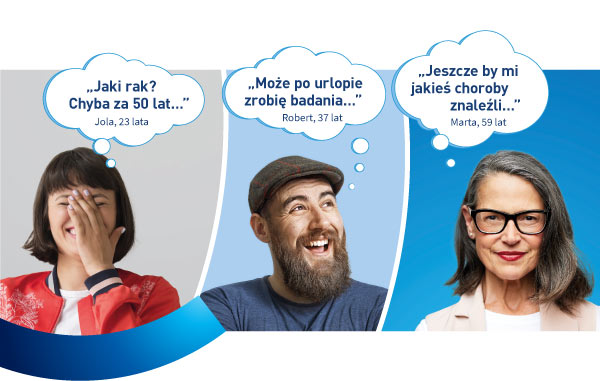 „Jaki rak?
Chyba za 50 lat...”
Jola, 23 lata
„Może po urlopie
zrobię badania...”
Robert, 37 lat
„Jeszcze by mi
jakieś choroby
znaleźli...”
Marta, 59 lat